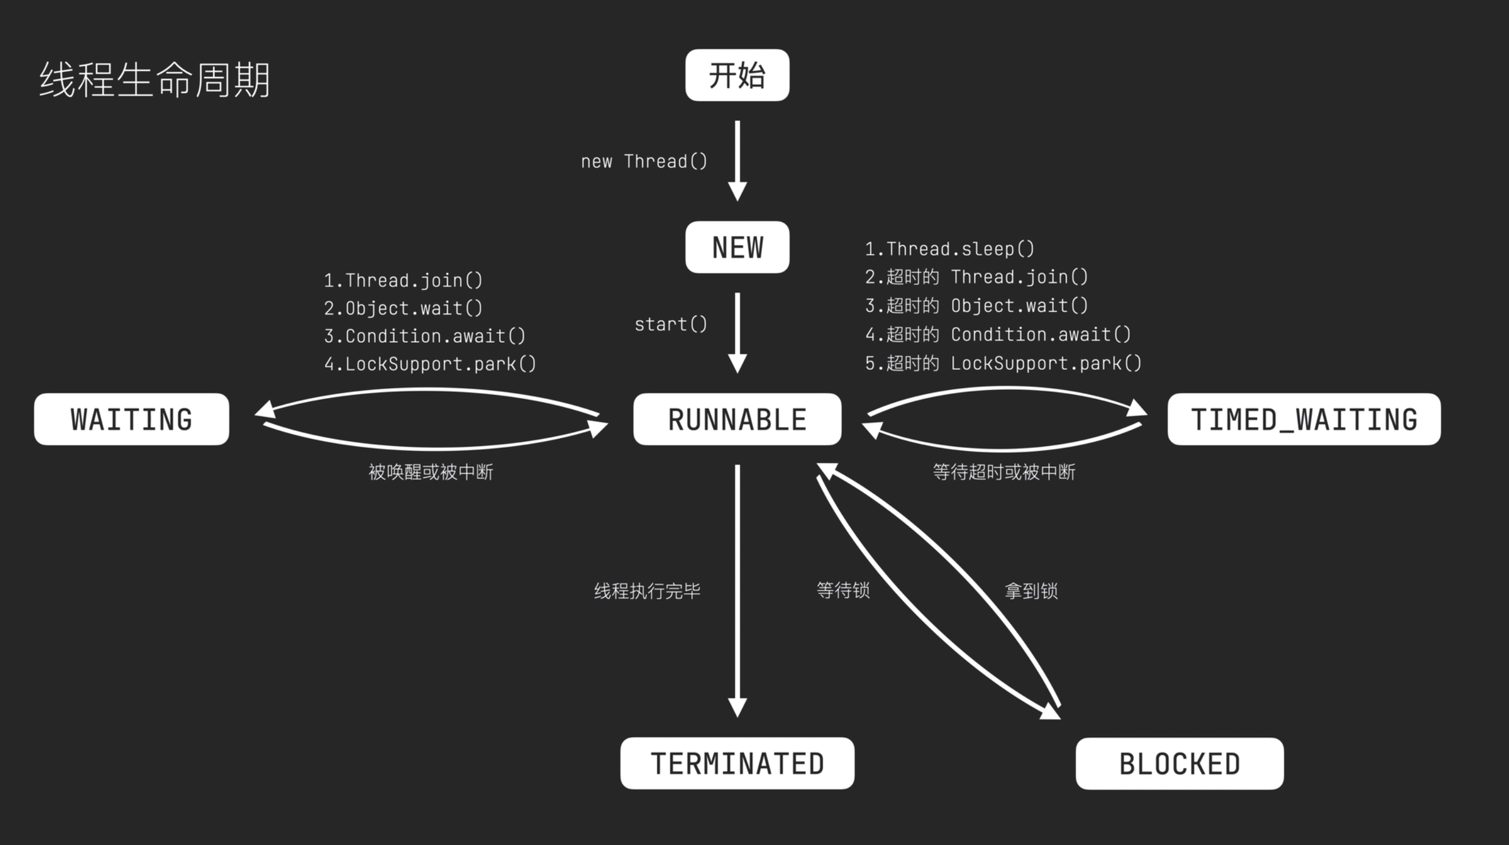 线程生命周期
开始
new Thread()
NEW
start()
1.Thread.join()
2.Object.wait()
3.Condition.await()
4.LockSupport.park()
1.Thread.sleep()
2.超时的 Thread.join()
3.超时的 Object.wait()
4.超时的 Condition.await()
5.超时的 LockSupport.park()
WAITING
RUNNABLE
TIMED_WAITING
被唤醒或被中断
等待超时或被中断
线程执行完毕
等待锁
拿到锁
TERMINATED
BLOCKED